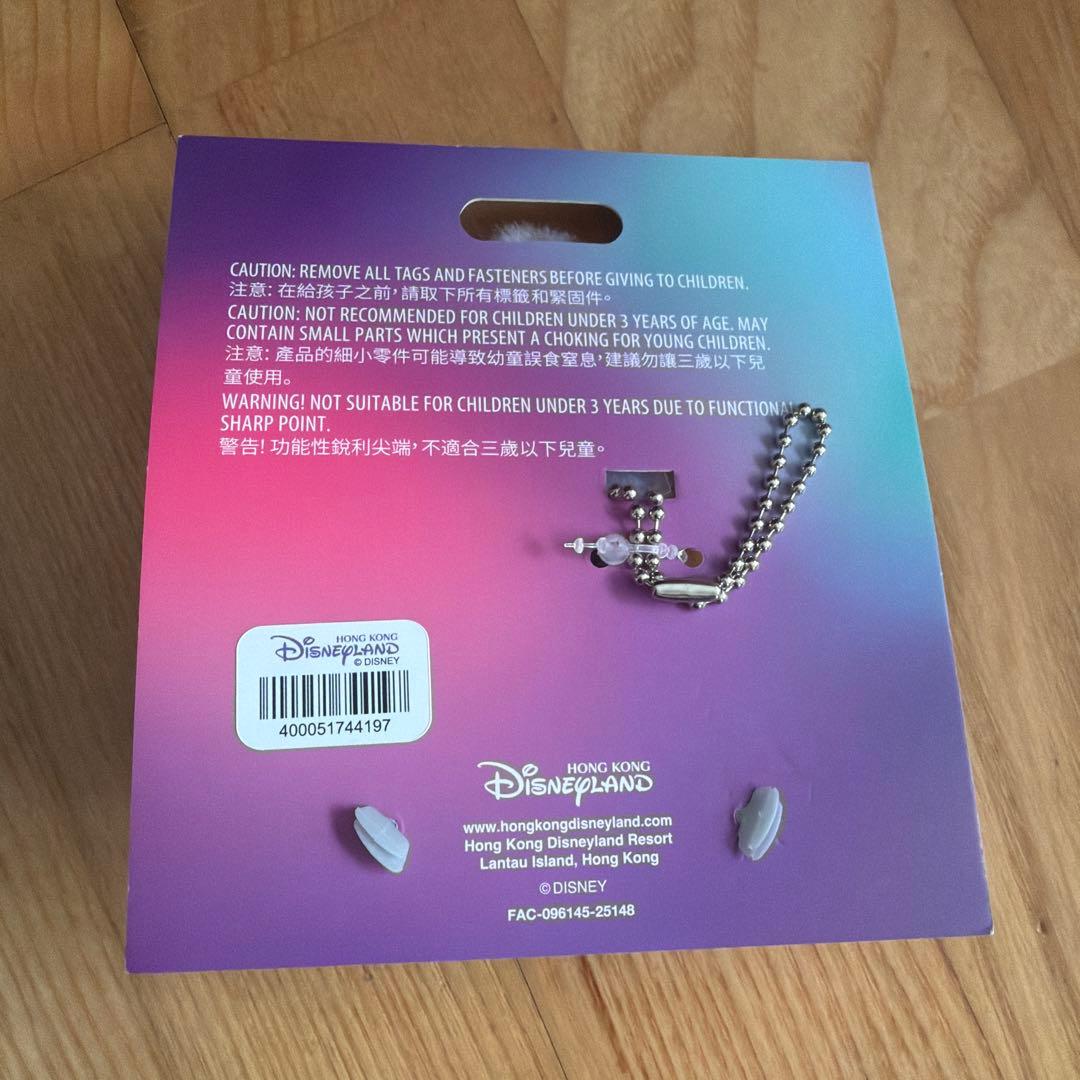 CAUTION: REMOVE ALL TAGS AND FASTENERS BEFORE GIVING TO CHILDREN.
注意: 在給孩子之前，請取下所有標籤和緊固件。
CAUTION: NOT RECOMMENDED FOR CHILDREN UNDER 3 YEARS OF AGE. MAY
CONTAIN SMALL PARTS WHICH PRESENT A CHOKING FOR YOUNG CHILDREN.
注意: 產品的細小零件可能導致幼童誤食窒息，建議勿讓三歲以下兒
童使用。
WARNING! NOT SUITABLE FOR CHILDREN UNDER 3 YEARS DUE TO FUNCTIONAL
SHARP POINT.
警告! 功能性銳利尖端，不適合三歲以下兒童。
HONG KONG
DISNEYLAND
© DISNEY
400051744197
HONG KONG
DISNEYLAND
www.hongkongdisneyland.com
Hong Kong Disneyland Resort
Lantau Island, Hong Kong
© DISNEY
FAC-096145-25148